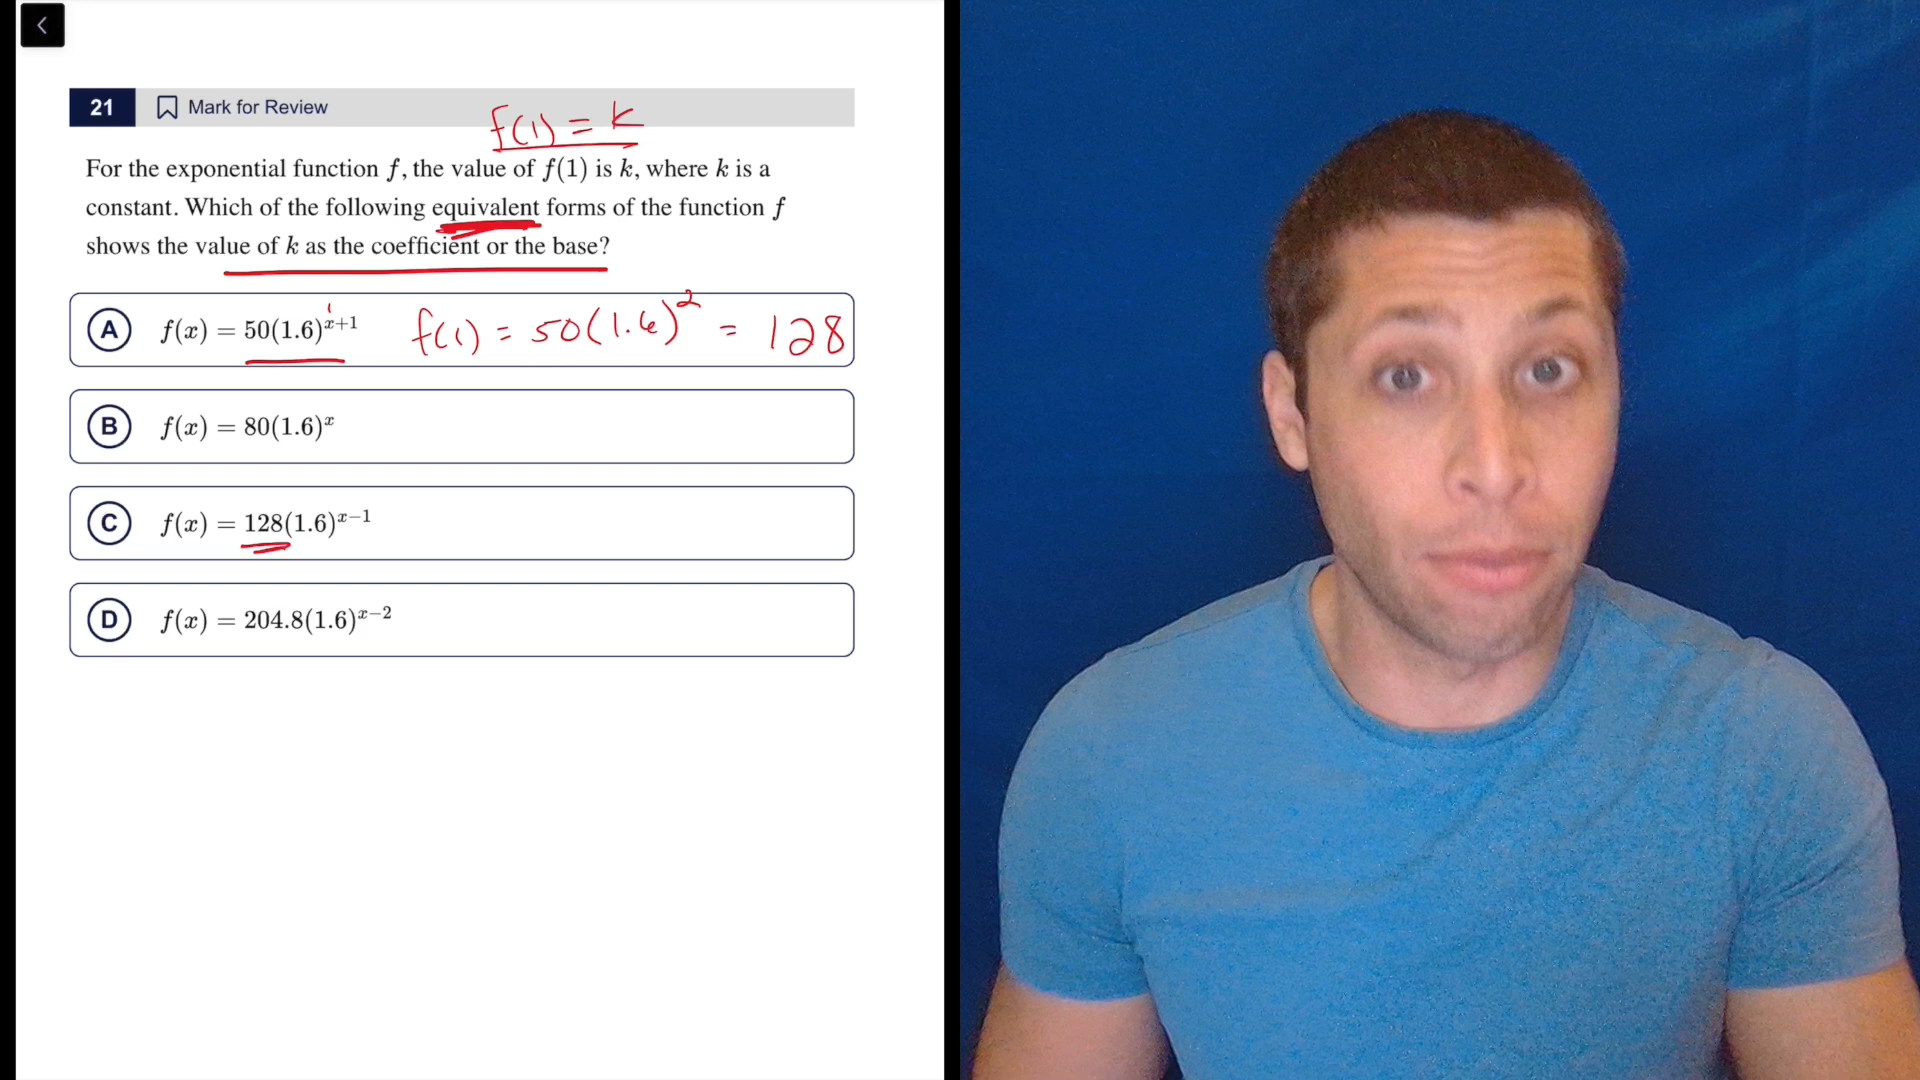 21 Mark for Review
f(1) = k
For the exponential function f, the value of f(1) is k, where k is a
constant. Which of the following equivalent forms of the function f
shows the value of k as the coefficient or the base?
1
A f(x) = 50(1.6)^{x+1} f(1) = 50(1.6)^2 = 128
B f(x) = 80(1.6)^x
C f(x) = 128(1.6)^{x−1}
D f(x) = 204.8(1.6)^{x−2}